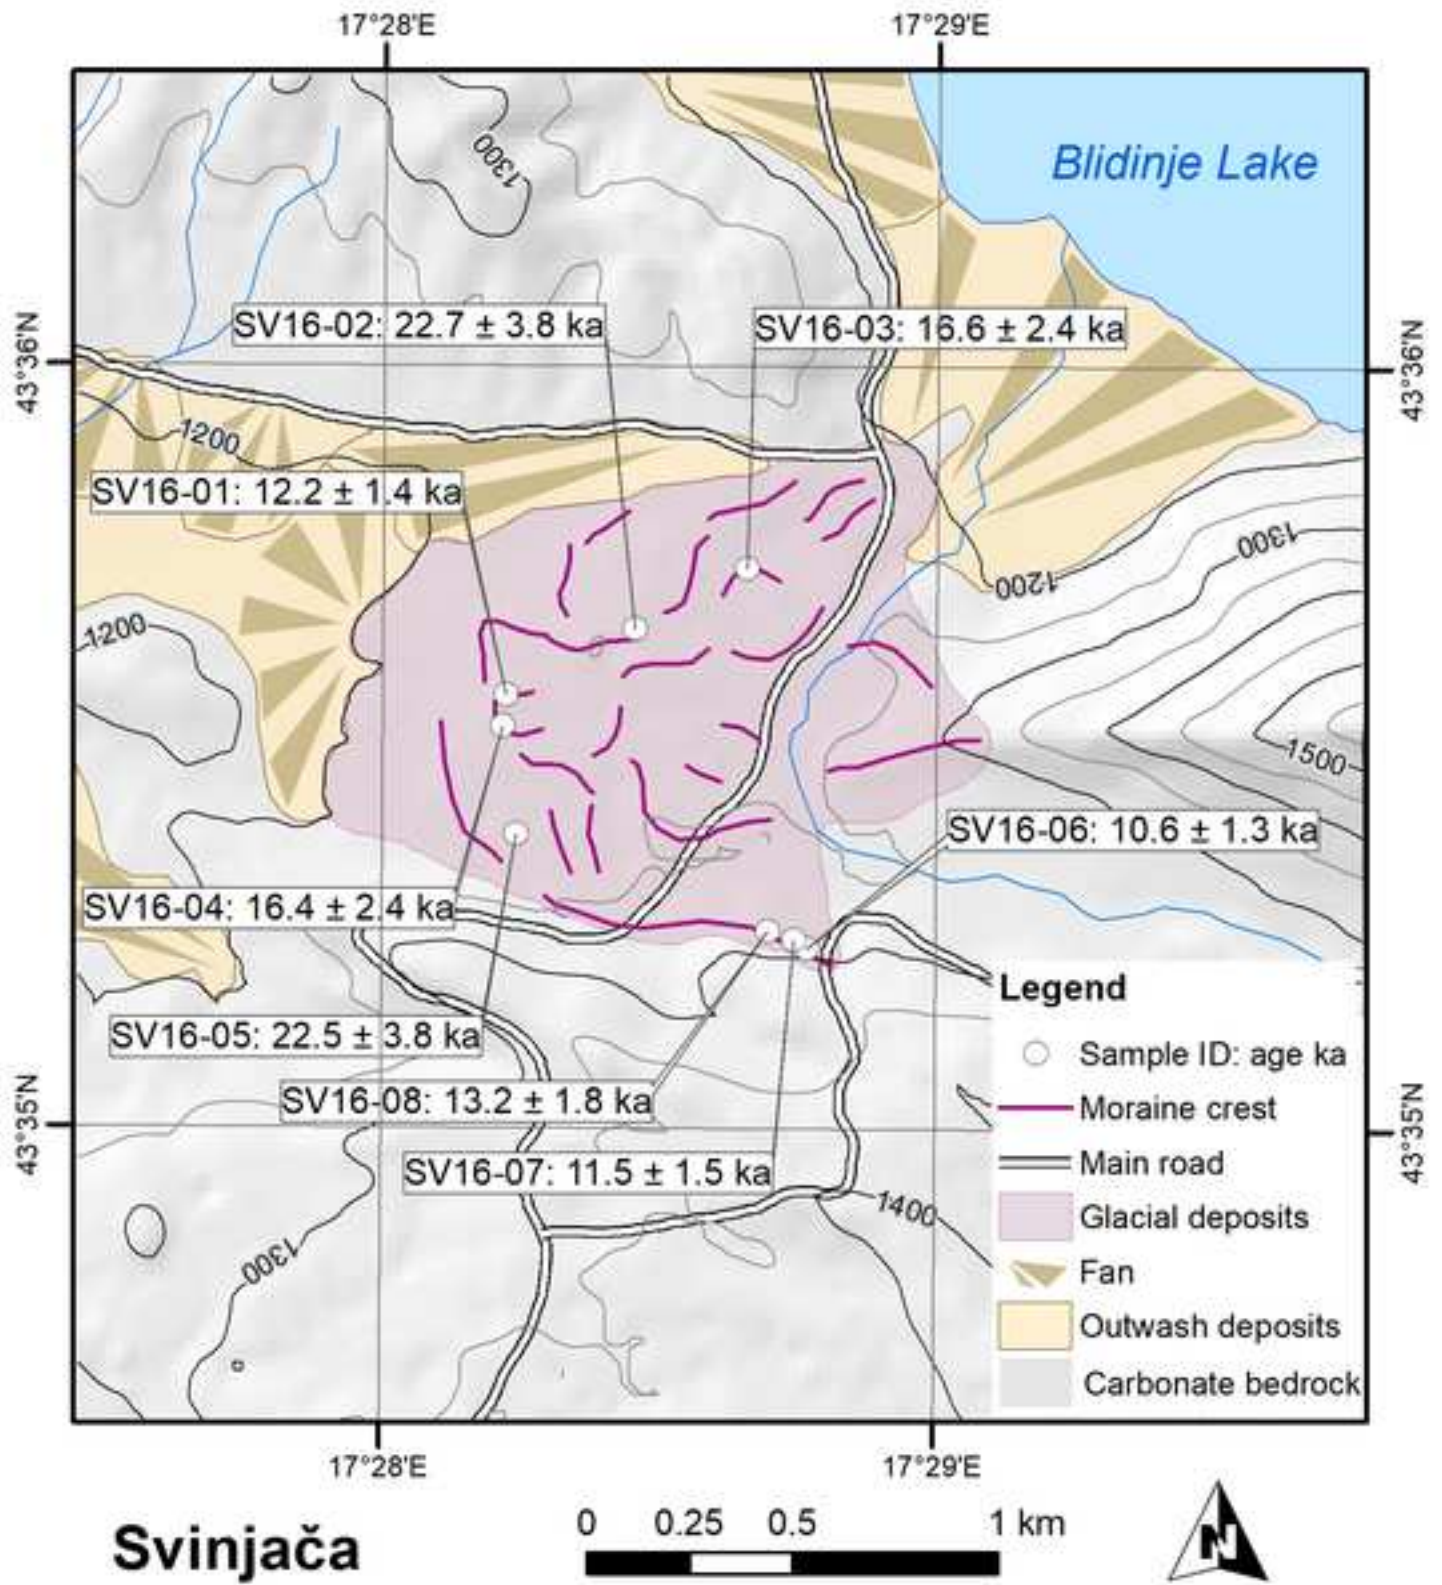 17°28'E
17°29'E
1300
Blidinje Lake
43°36'N
SV16-02: 22.7 ± 3.8 ka
SV16-03: 16.6 ± 2.4 ka
43°36'N
1200
SV16-01: 12.2 ± 1.4 ka
1300
1200
1200
1500
SV16-06: 10.6 ± 1.3 ka
SV16-04: 16.4 ± 2.4 ka
SV16-05: 22.5 ± 3.8 ka
SV16-08: 13.2 ± 1.8 ka
43°35'N
43°35'N
SV16-07: 11.5 ± 1.5 ka
1400
1300
Legend
Sample ID: age ka
Moraine crest
Main road
Glacial deposits
Fan
Outwash deposits
Carbonate bedrock
17°28'E
17°29'E
Svinjača
0 0.25 0.5 1 km
N